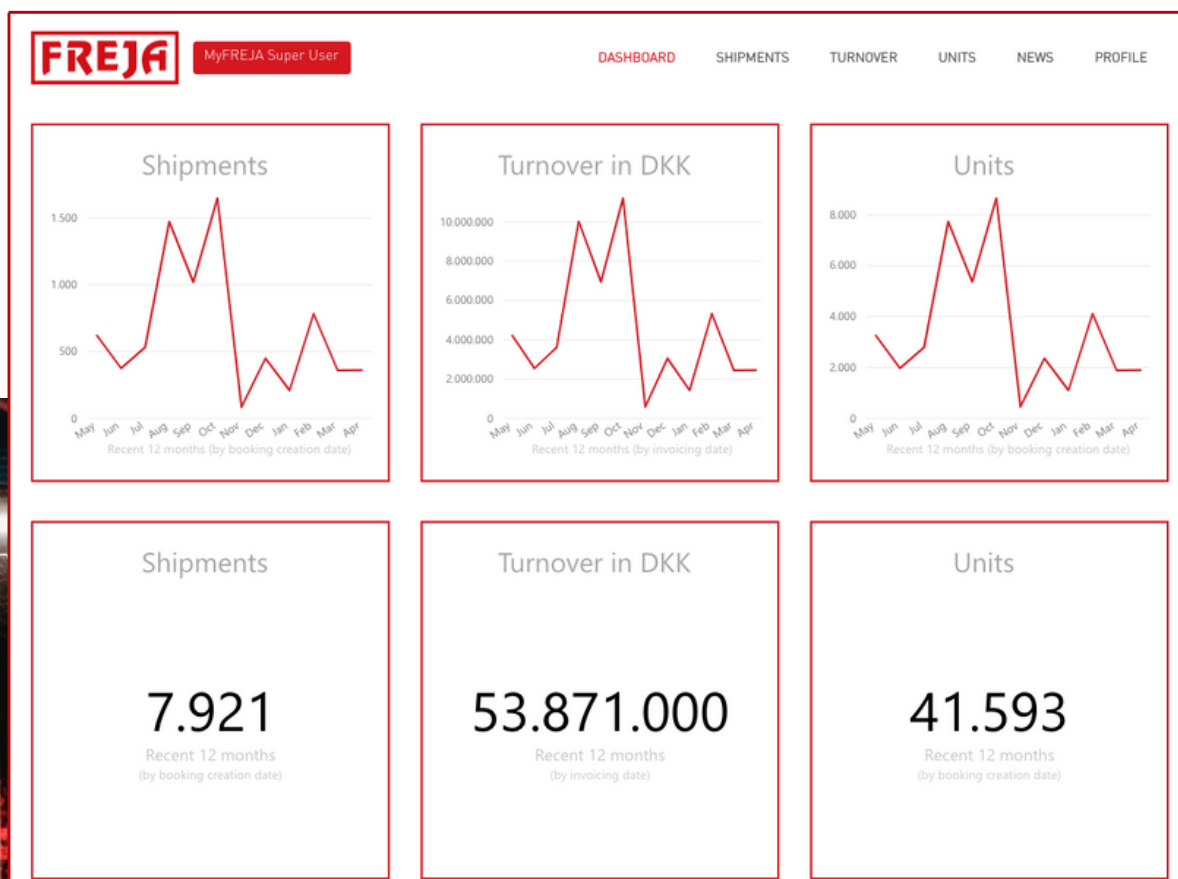 FREJA MyFREJA Super User DASHBOARD SHIPMENTS TURNOVER UNITS NEWS PROFILE
Shipments
1.500
1.000
500
0
May Jun Jul Aug Sep Oct Nov Dec Jan Feb Mar Apr
Recent 12 months (by booking creation date)
Turnover in DKK
10.000.000
8.000.000
6.000.000
4.000.000
2.000.000
0
May Jun Jul Aug Sep Oct Nov Dec Jan Feb Mar Apr
Recent 12 months (by invoicing date)
Units
8.000
6.000
4.000
2.000
0
May Jun Jul Aug Sep Oct Nov Dec Jan Feb Mar Apr
Recent 12 months (by booking creation date)
Shipments
7.921
Recent 12 months
(by booking creation date)
Turnover in DKK
53.871.000
Recent 12 months
(by invoicing date)
Units
41.593
Recent 12 months
(by booking creation date)